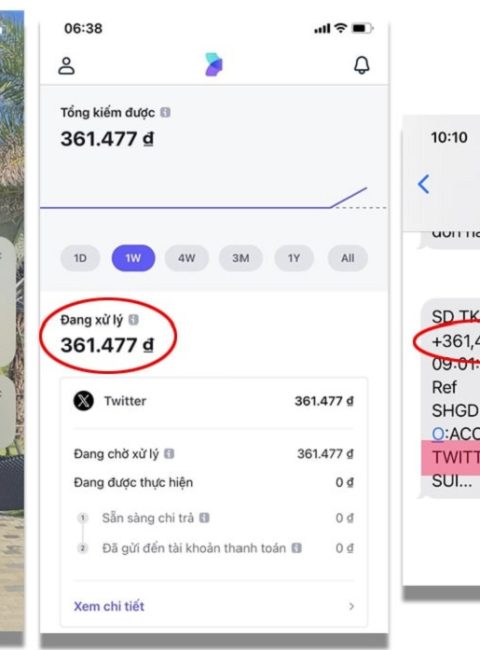 06:38
Tổng kiếm được
361.477 đ
1D 1W 4W 3M 1Y All
Đang xử lý
361.477 đ
Twitter 361.477 đ
Đang chờ xử lý 361.477 đ
Đang được thực hiện 0 đ
1 Sẵn sàng chi trả 0 đ
2 Đã gửi đến tài khoản thanh toán 0 đ
Xem chi tiết
10:10
SD TK
+361,4
09:01:
Ref
SHGD
O:ACC
TWITT
SUI...